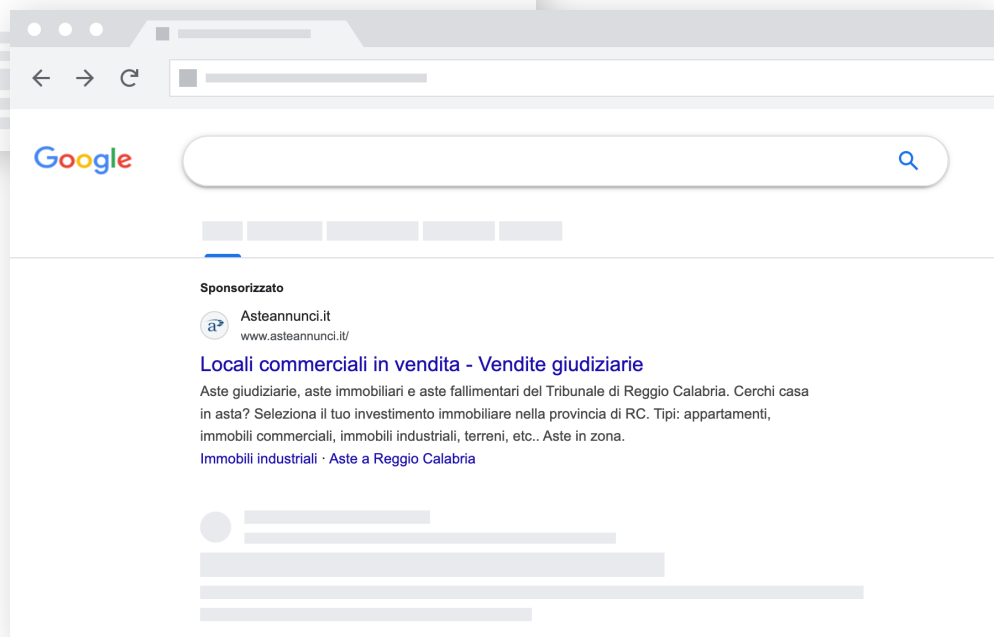 Google
Sponsorizzato
Asteannunci.it
www.asteannunci.it/
Locali commerciali in vendita - Vendite giudiziarie
Aste giudiziarie, aste immobiliari e aste fallimentari del Tribunale di Reggio Calabria. Cerchi casa
in asta? Seleziona il tuo investimento immobiliare nella provincia di RC. Tipi: appartamenti,
immobili commerciali, immobili industriali, terreni, etc.. Aste in zona.
Immobili industriali · Aste a Reggio Calabria